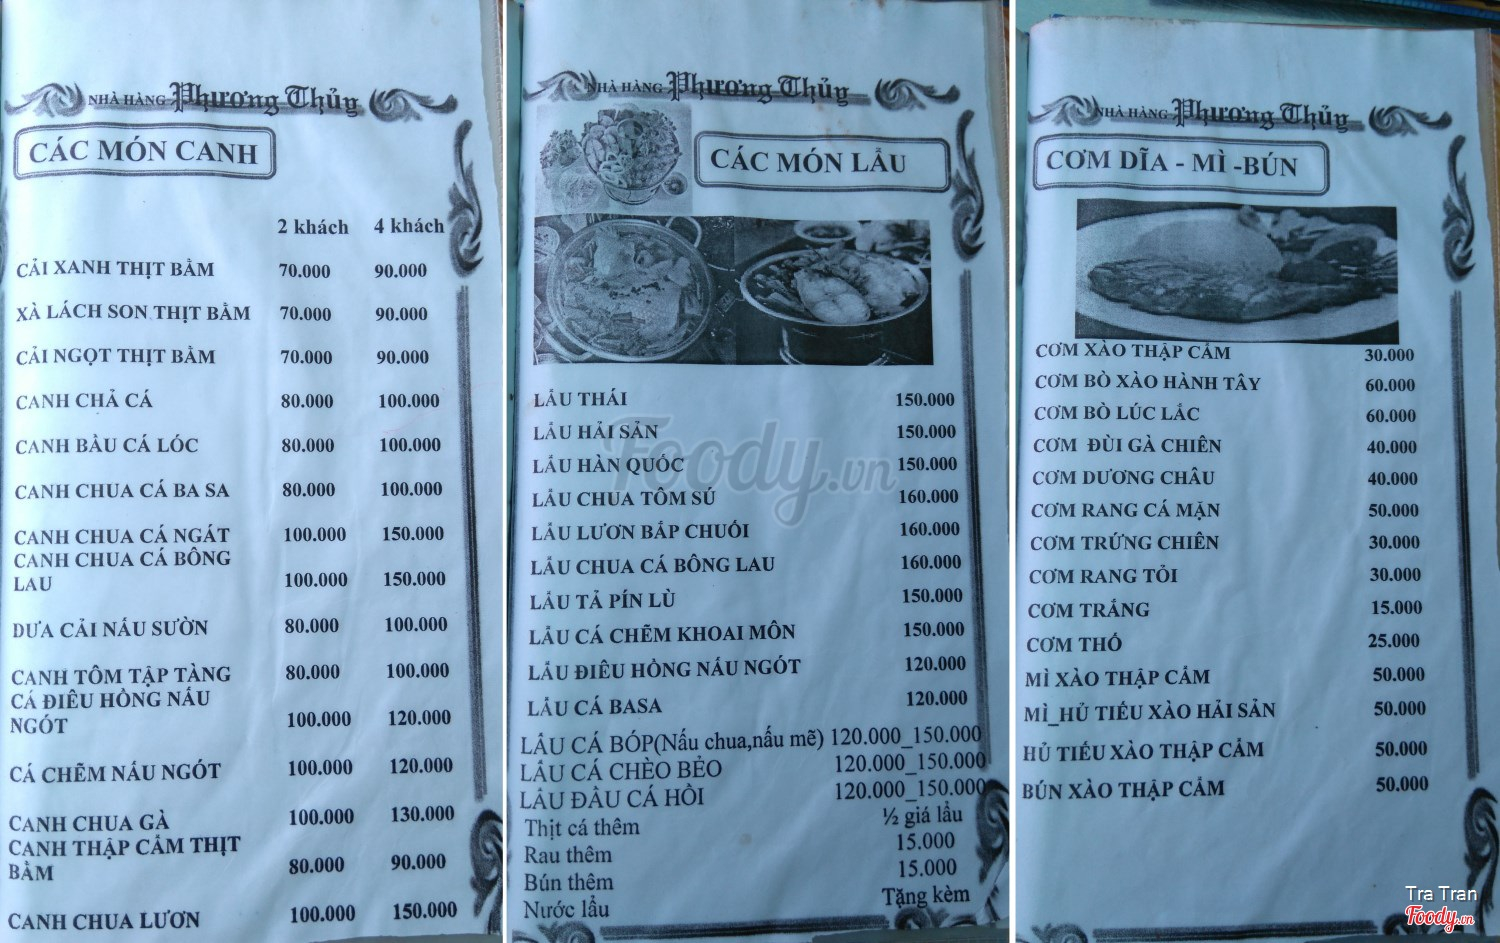 NHÀ HÀNG Phương Thủy
CÁC MÓN CANH
2 khách 4 khách
CẢI XANH THỊT BẰM 70.000 90.000
XÀ LÁCH SON THỊT BẰM 70.000 90.000
CẢI NGỌT THỊT BẰM 70.000 90.000
CANH CHẢ CÁ 80.000 100.000
CANH BẦU CÁ LÓC 80.000 100.000
CANH CHUA CÁ BA SA 80.000 100.000
CANH CHUA CÁ NGÁT 100.000 150.000
CANH CHUA CÁ BÔNG
LAU 100.000 150.000
DƯA CẢI NẤU SƯỜN 80.000 100.000
CANH TÔM TẬP TÀNG 80.000 100.000
CÁ ĐIÊU HỒNG NẤU
NGÓT 100.000 120.000
CÁ CHẼM NẤU NGÓT 100.000 120.000
CANH CHUA GÀ 100.000 130.000
CANH THẬP CẨM THỊT
BẰM 80.000 90.000
CANH CHUA LƯƠN 100.000 150.000
NHÀ HÀNG Phương Thủy
CÁC MÓN LẨU
LẨU THÁI 150.000
LẨU HẢI SẢN 150.000
LẨU HÀN QUỐC 150.000
LẨU CHUA TÔM SÚ 160.000
LẨU LƯƠN BẮP CHUỐI 160.000
LẨU CHUA CÁ BÔNG LAU 160.000
LẨU TẢ PÍN LÙ 150.000
LẨU CÁ CHẼM KHOAI MÔN 150.000
LẨU ĐIÊU HỒNG NẤU NGÓT 120.000
LẨU CÁ BASA 120.000
LẨU CÁ BÓP(Nấu chua,nấu mẽ) 120.000_150.000
LẨU CÁ CHÈO BẺO 120.000_150.000
LẨU ĐẦU CÁ HỒI 120.000_150.000
Thịt cá thêm ½ giá lẩu
Rau thêm 15.000
Bún thêm 15.000
Nước lẩu Tặng kèm
Foody.vn
NHÀ HÀNG Phương Thủy
CƠM DĨA - MÌ -BÚN
CƠM XÀO THẬP CẨM 30.000
CƠM BÒ XÀO HÀNH TÂY 60.000
CƠM BÒ LÚC LẮC 60.000
CƠM ĐÙI GÀ CHIÊN 40.000
CƠM DƯƠNG CHÂU 40.000
CƠM RANG CÁ MẶN 50.000
CƠM TRỨNG CHIÊN 30.000
CƠM RANG TỎI 30.000
CƠM TRẮNG 15.000
CƠM THỐ 25.000
MÌ XÀO THẬP CẨM 50.000
MÌ_HỦ TIẾU XÀO HẢI SẢN 50.000
HỦ TIẾU XÀO THẬP CẨM 50.000
BÚN XÀO THẬP CẨM 50.000
Tra Tran
Foody.vn